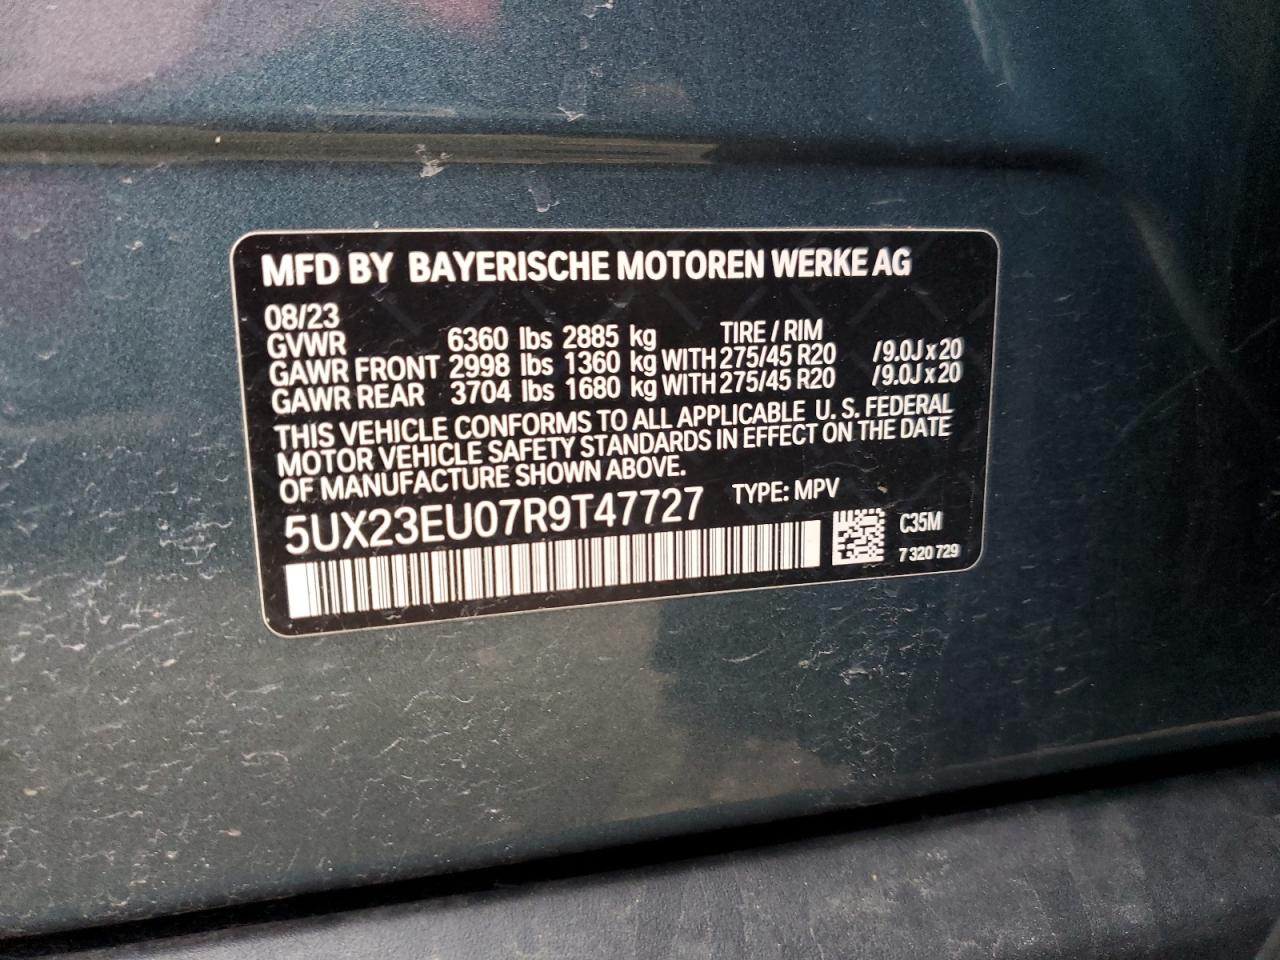 MFD BY BAYERISCHE MOTOREN WERKE AG
08/23
GVWR 6360 lbs 2885 kg TIRE / RIM
GAWR FRONT 2998 lbs 1360 kg WITH 275/45 R20 /9.0J x 20
GAWR REAR 3704 lbs 1680 kg WITH 275/45 R20 /9.0J x 20
THIS VEHICLE CONFORMS TO ALL APPLICABLE U. S. FEDERAL
MOTOR VEHICLE SAFETY STANDARDS IN EFFECT ON THE DATE
OF MANUFACTURE SHOWN ABOVE.
5UX23EU07R9T47727 TYPE: MPV
C35M
7 320 729